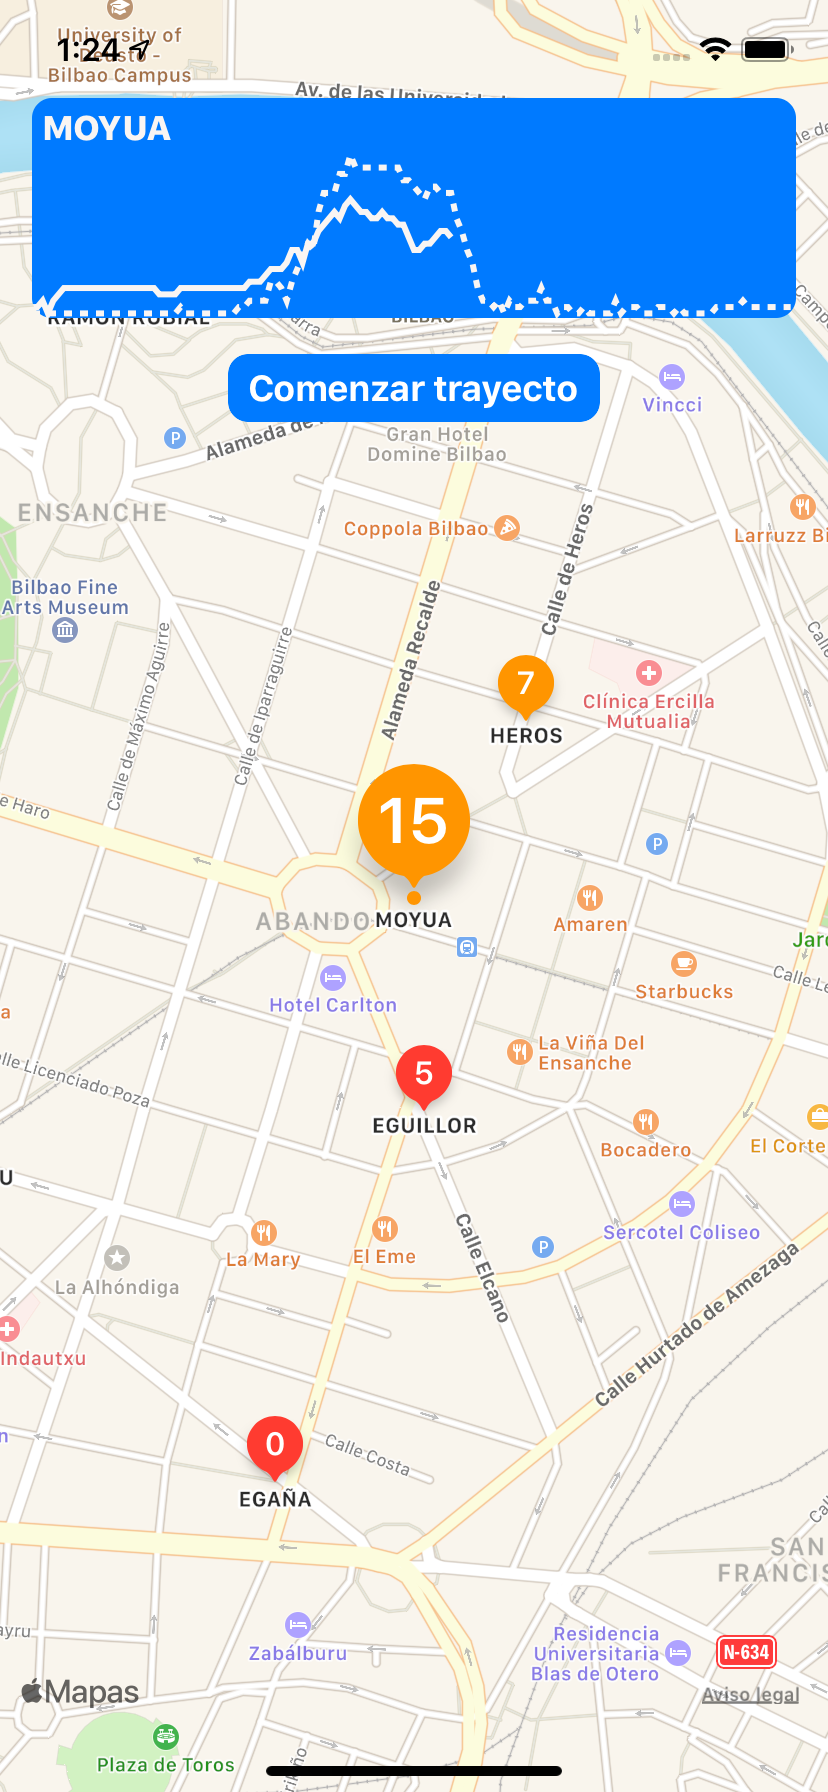 University of
1:24
Deusto -
Bilbao Campus
Av. de las
MOYUA
RAMON RUBIAL
BILBAO
Comenzar trayecto
Vincci
P
Alameda de
Gran Hotel
Domine Bilbao
ENSANCHE
Coppola Bilbao
Calle de Heros
Larruzz Bi
Bilbao Fine
Arts Museum
Alameda Recalde
Calle de Máximo Aguirre
Calle de Iparraguirre
7
HEROS
Clínica Ercilla
Mutualia
e Haro
15
P
ABANDO
MOYUA
Amaren
Jard
Hotel Carlton
Starbucks
Calle Le
a
La Viña Del
Ensanche
5
EGUILLOR
alle Licenciado Poza
Bocadero
El Corte
U
La Mary
El Eme
Calle Elcano
P
Sercotel Coliseo
La Alhóndiga
Calle Hurtado de Amezaga
Indautxu
n
0
EGAÑA
Calle Costa
SAN
FRANCIS
ayru
Zabálburu
Residencia
Universitaria
Blas de Otero
N-634
Mapas
Aviso legal
Plaza de Toros